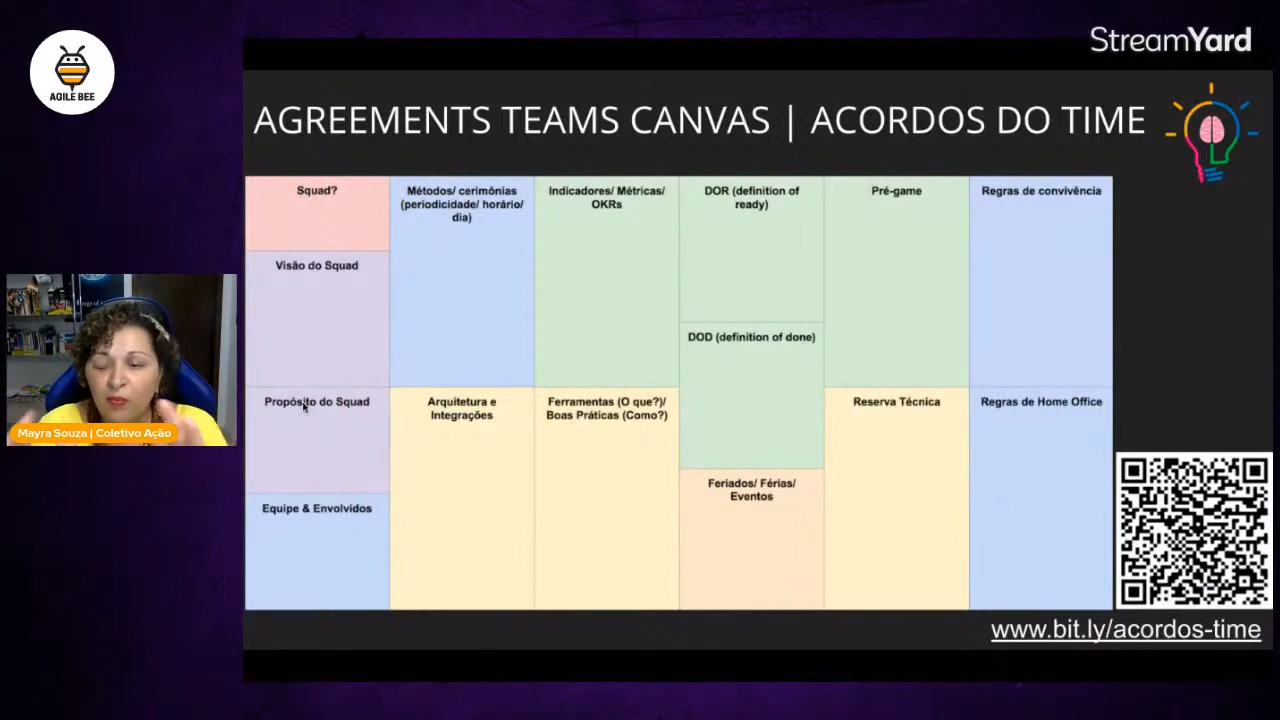 AGILE BEE
StreamYard
AGREEMENTS TEAMS CANVAS | ACORDOS DO TIME
Squad?
Visão do Squad
Propósito do Squad
Equipe & Envolvidos
Métodos/ cerimônias
(periodicidade/ horário/
dia)
Arquitetura e
Integrações
Indicadores/ Métricas/
OKRs
Ferramentas (O que?)/
Boas Práticas (Como?)
DOR (definition of
ready)
DOD (definition of done)
Feriados/ Férias/
Eventos
Pré-game
Reserva Técnica
Regras de convivência
Regras de Home Office
Mayra Souza | Coletivo Ação
www.bit.ly/acordos-time